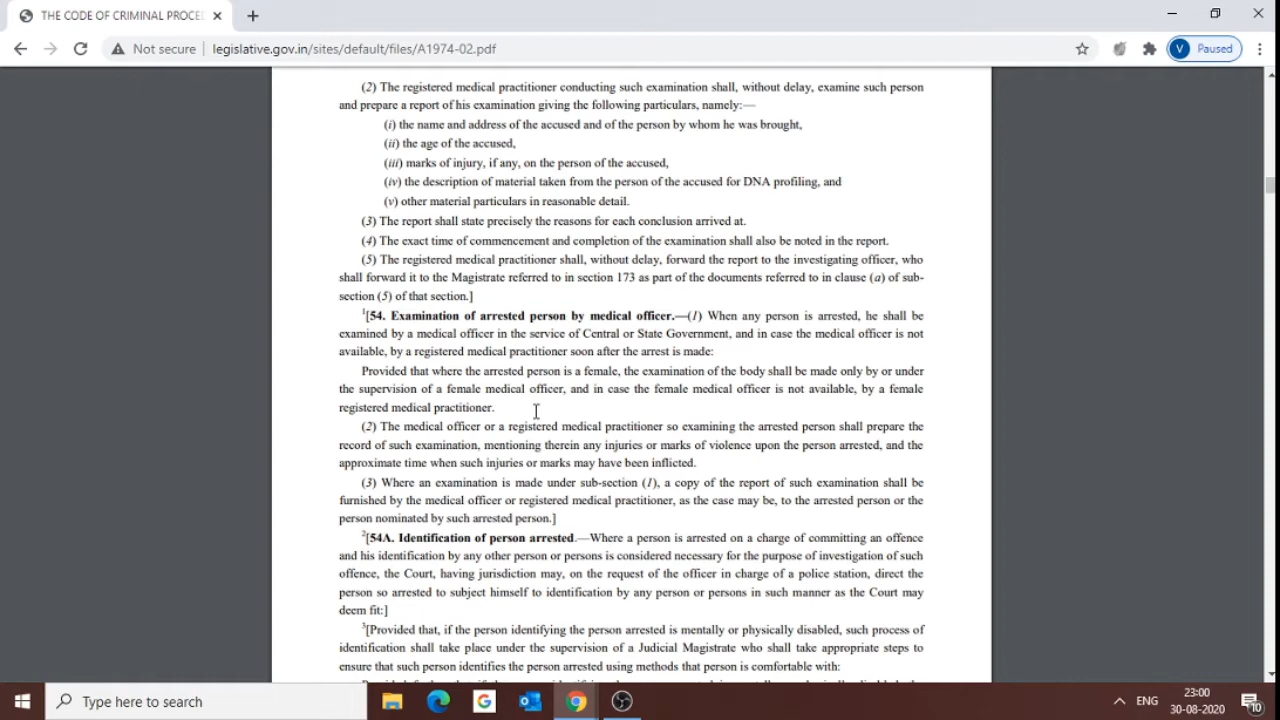 THE CODE OF CRIMINAL PROCED
Not secure
legislative.gov.in/sites/default/files/A1974-02.pdf
V
Paused
(2) The registered medical practitioner conducting such examination shall, without delay, examine such person
and prepare a report of his examination giving the following particulars, namely:—
(i) the name and address of the accused and of the person by whom he was brought,
(ii) the age of the accused,
(iii) marks of injury, if any, on the person of the accused,
(iv) the description of material taken from the person of the accused for DNA profiling, and
(v) other material particulars in reasonable detail.
(3) The report shall state precisely the reasons for each conclusion arrived at.
(4) The exact time of commencement and completion of the examination shall also be noted in the report.
(5) The registered medical practitioner shall, without delay, forward the report to the investigating officer, who
shall forward it to the Magistrate referred to in section 173 as part of the documents referred to in clause (a) of sub-
section (5) of that section.]
1[54. Examination of arrested person by medical officer.—(1) When any person is arrested, he shall be
examined by a medical officer in the service of Central or State Government, and in case the medical officer is not
available, by a registered medical practitioner soon after the arrest is made:
Provided that where the arrested person is a female, the examination of the body shall be made only by or under
the supervision of a female medical officer, and in case the female medical officer is not available, by a female
registered medical practitioner.
(2) The medical officer or a registered medical practitioner so examining the arrested person shall prepare the
record of such examination, mentioning therein any injuries or marks of violence upon the person arrested, and the
approximate time when such injuries or marks may have been inflicted.
(3) Where an examination is made under sub-section (1), a copy of the report of such examination shall be
furnished by the medical officer or registered medical practitioner, as the case may be, to the arrested person or the
person nominated by such arrested person.]
2[54A. Identification of person arrested.—Where a person is arrested on a charge of committing an offence
and his identification by any other person or persons is considered necessary for the purpose of investigation of such
offence, the Court, having jurisdiction may, on the request of the officer in charge of a police station, direct the
person so arrested to subject himself to identification by any person or persons in such manner as the Court may
deem fit:]
3[Provided that, if the person identifying the person arrested is mentally or physically disabled, such process of
identification shall take place under the supervision of a Judicial Magistrate who shall take appropriate steps to
ensure that such person identifies the person arrested using methods that person is comfortable with:
Type here to search
ENG
23:00
30-08-2020
10